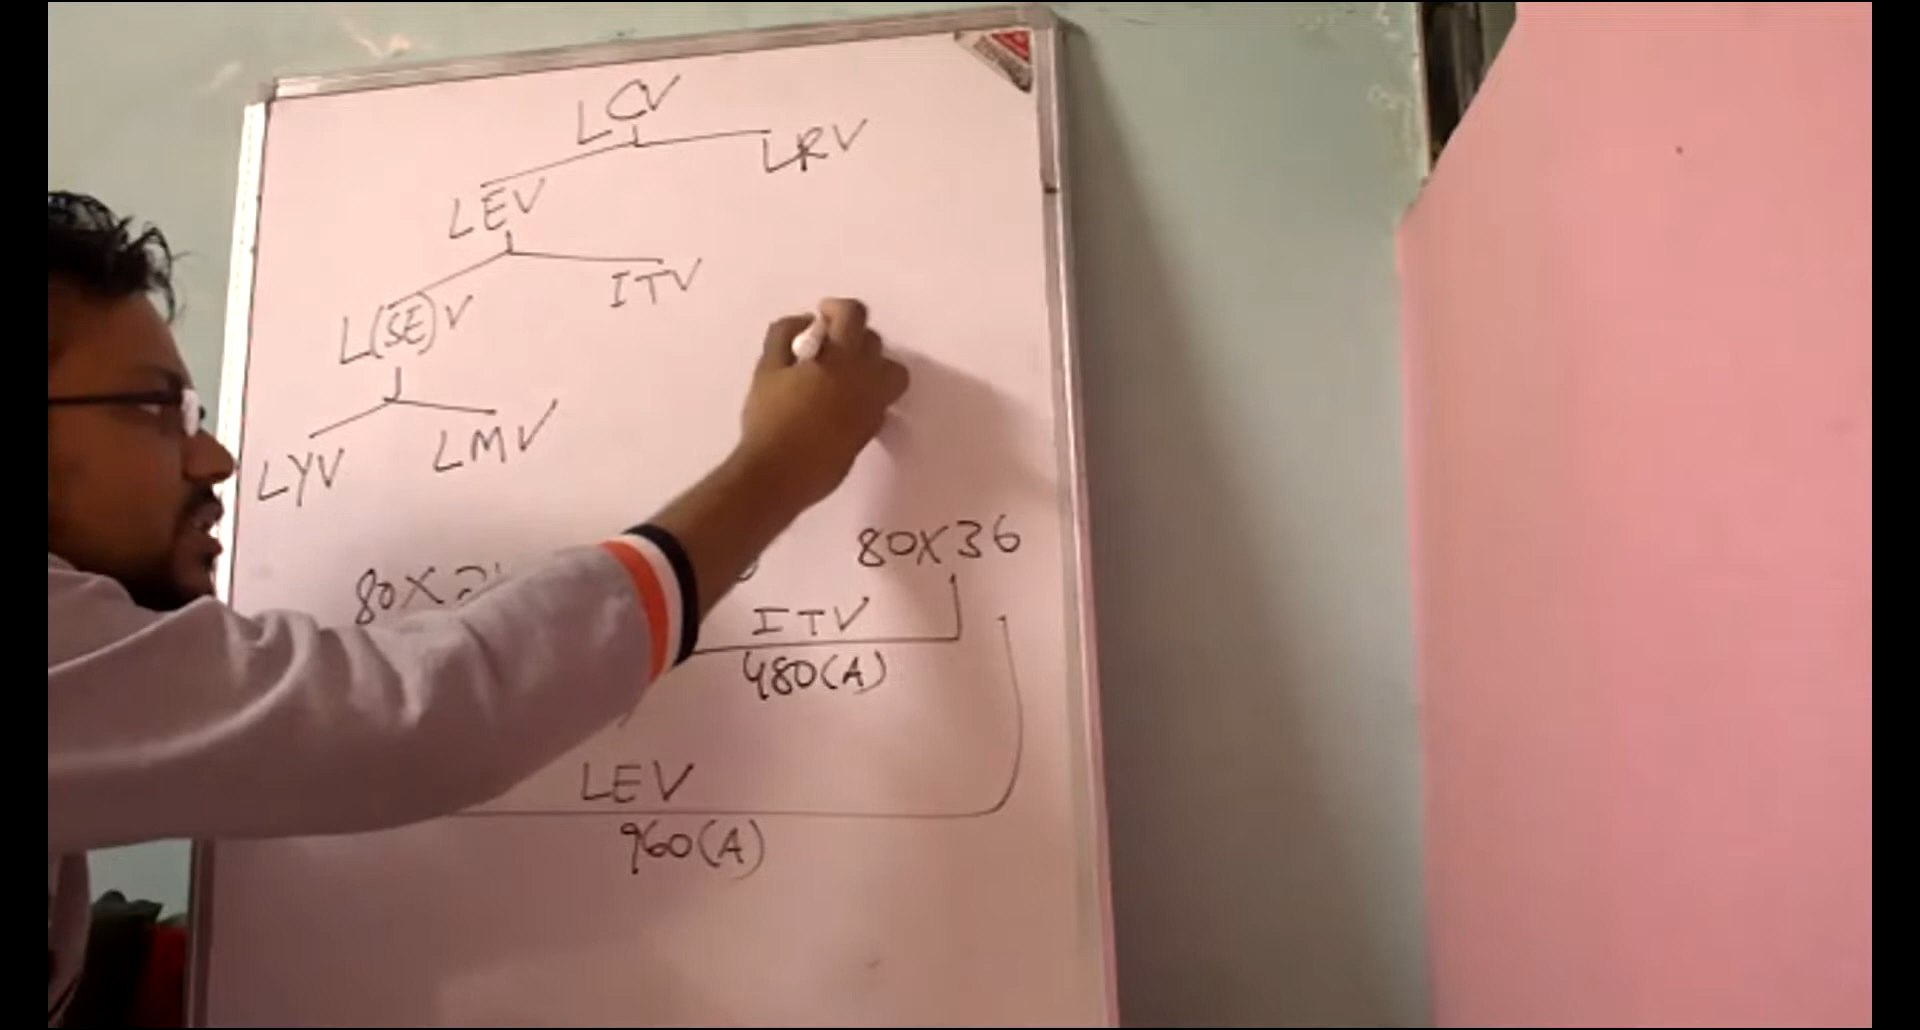 LCV
LEV LRV
L(SE)V ITV
LYV LMV
80X36
ITV
480(A)
LEV
960(A)